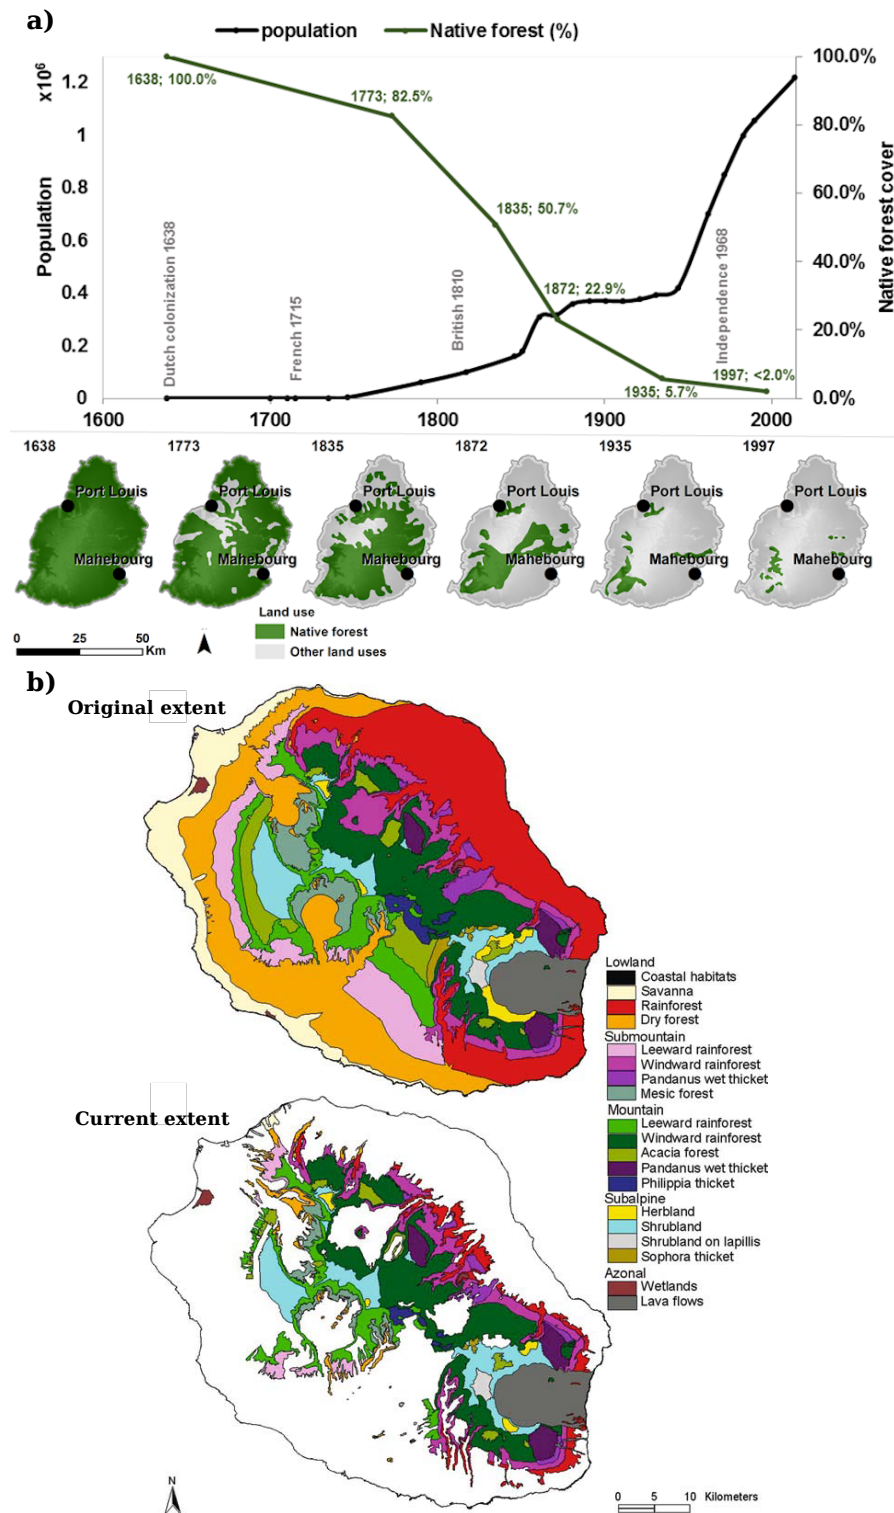 a)
population
Native forest (%)
x10⁶
Population
1.2
1
0.8
0.6
0.4
0.2
0
100.0%
80.0%
60.0%
40.0%
20.0%
0.0%
Native forest cover
1638; 100.0%
1773; 82.5%
1835; 50.7%
1872; 22.9%
1935; 5.7%
1997; <2.0%
Dutch colonization 1638
French 1715
British 1810
Independence 1968
1600
1700
1800
1900
2000
1638
1773
1835
1872
1935
1997
Port Louis
Port Louis
Port Louis
Port Louis
Port Louis
Port Louis
Mahebourg
Mahebourg
Mahebourg
Mahebourg
Mahebourg
Mahebourg
Land use
Native forest
Other land uses
0 25 50
Km
b)
Original extent
Lowland
Coastal habitats
Savanna
Rainforest
Dry forest
Submountain
Leeward rainforest
Windward rainforest
Pandanus wet thicket
Mesic forest
Mountain
Leeward rainforest
Windward rainforest
Acacia forest
Pandanus wet thicket
Philippia thicket
Subalpine
Herbland
Shrubland
Shrubland on lapillis
Sophora thicket
Azonal
Wetlands
Lava flows
Current extent
N
0 5 10 Kilometers